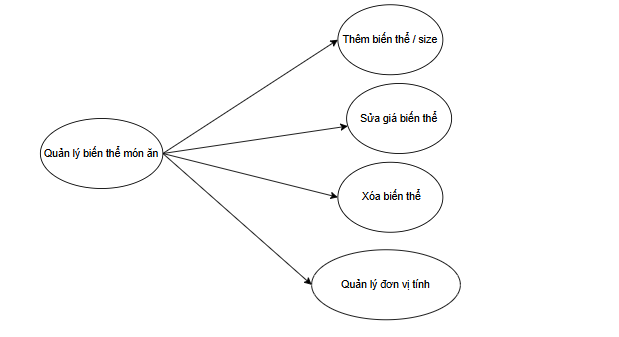 Thêm biến thể / size
Sửa giá biến thể
Quản lý biến thể món ăn
Xóa biến thể
Quản lý đơn vị tính